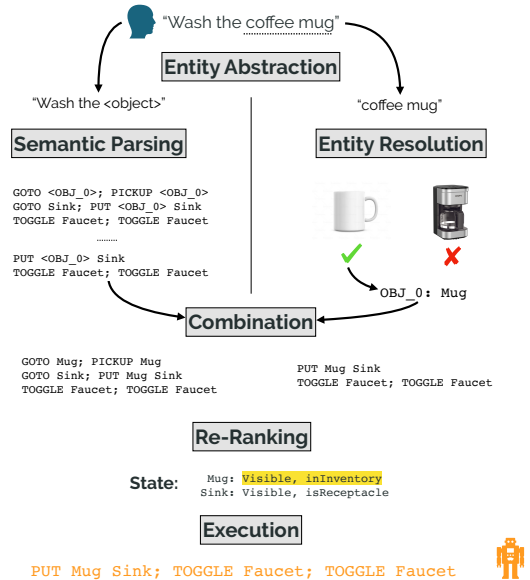 “Wash the coffee mug”
Entity Abstraction
“Wash the <object>”
“coffee mug”
Semantic Parsing
Entity Resolution
GOTO <OBJ_0>; PICKUP <OBJ_0>
GOTO Sink; PUT <OBJ_0> Sink
TOGGLE Faucet; TOGGLE Faucet
.........
PUT <OBJ_0> Sink
TOGGLE Faucet; TOGGLE Faucet
OBJ_0: Mug
Combination
GOTO Mug; PICKUP Mug
GOTO Sink; PUT Mug Sink
TOGGLE Faucet; TOGGLE Faucet
PUT Mug Sink
TOGGLE Faucet; TOGGLE Faucet
Re-Ranking
State:
Mug: Visible, inInventory
Sink: Visible, isReceptacle
Execution
PUT Mug Sink; TOGGLE Faucet; TOGGLE Faucet